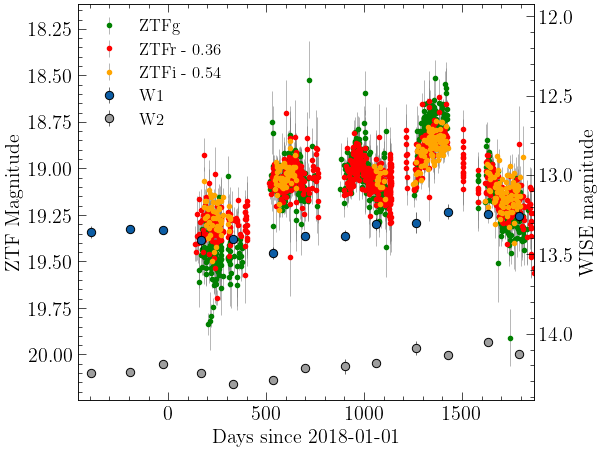 ZTFg
ZTFr - 0.36
ZTFi - 0.54
W1
W2
ZTF Magnitude
18.25
18.50
18.75
19.00
19.25
19.50
19.75
20.00
12.0
12.5
13.0
13.5
14.0
WISE magnitude
0 500 1000 1500
Days since 2018-01-01